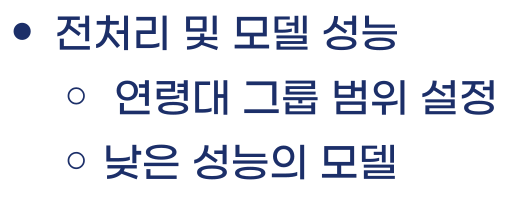 ● 전처리 및 모델 성능
○ 연령대 그룹 범위 설정
○ 낮은 성능의 모델